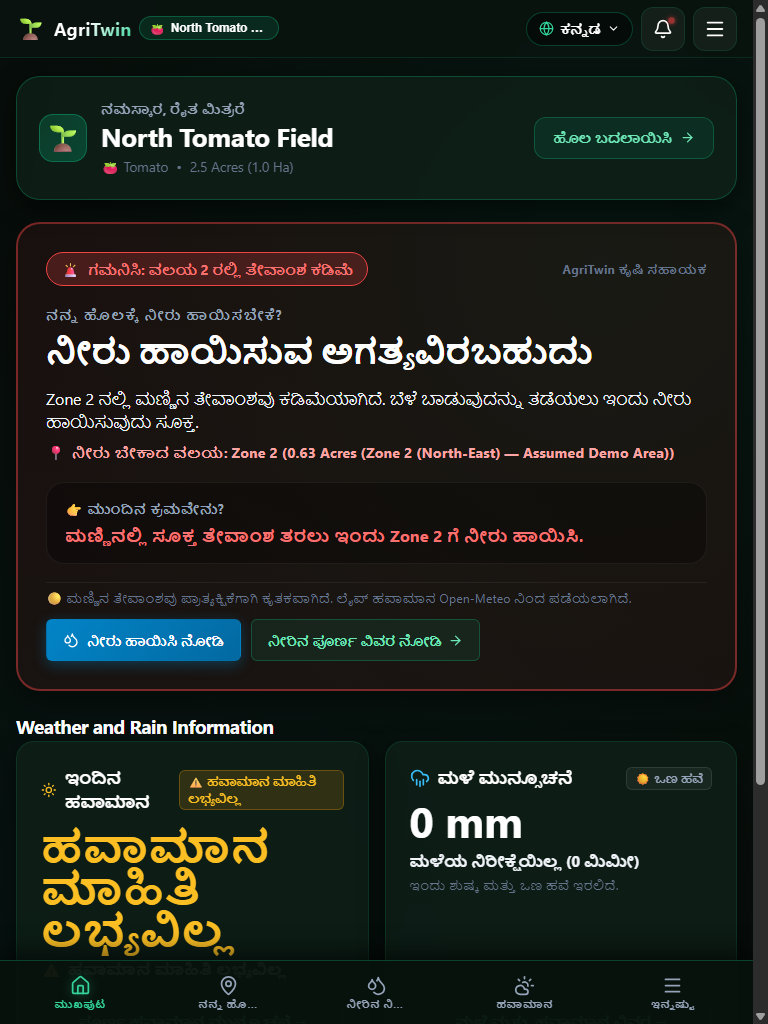 AgriTwin
North Tomato ...
ಕನ್ನಡ
ನಮಸ್ಕಾರ, ರೈತ ಮಿತ್ರರೆ
North Tomato Field
Tomato • 2.5 Acres (1.0 Ha)
ಹೊಲ ಬದಲಾಯಿಸಿ →
ಗಮನಿಸಿ: ವಲಯ 2 ರಲ್ಲಿ ತೇವಾಂಶ ಕಡಿಮೆ
AgriTwin ಕೃಷಿ ಸಹಾಯಕ
ನನ್ನ ಹೊಲಕ್ಕೆ ನೀರು ಹಾಯಿಸಬೇಕೆ?
ನೀರು ಹಾಯಿಸುವ ಅಗತ್ಯವಿರಬಹುದು
Zone 2 ನಲ್ಲಿ ಮಣ್ಣಿನ ತೇವಾಂಶವು ಕಡಿಮೆಯಾಗಿದೆ. ಬೆಳೆ ಬಾಡುವುದನ್ನು ತಡೆಯಲು ಇಂದು ನೀರು
ಹಾಯಿಸುವುದು ಸೂಕ್ತ.
ನೀರು ಬೇಕಾದ ವಲಯ: Zone 2 (0.63 Acres (Zone 2 (North-East) — Assumed Demo Area))
ಮುಂದಿನ ಕ್ರಮವೇನು?
ಮಣ್ಣಿನಲ್ಲಿ ಸೂಕ್ತ ತೇವಾಂಶ ತರಲು ಇಂದು Zone 2 ಗೆ ನೀರು ಹಾಯಿಸಿ.
ಮಣ್ಣಿನ ತೇವಾಂಶವು ಪ್ರಾತ್ಯಕ್ಷಿಕೆಗಾಗಿ ಕೃತಕವಾಗಿದೆ. ಲೈವ್ ಹವಾಮಾನ Open-Meteo ನಿಂದ ಪಡೆಯಲಾಗಿದೆ.
ನೀರು ಹಾಯಿಸಿ ನೋಡಿ
ನೀರಿನ ಪೂರ್ಣ ವಿವರ ನೋಡಿ →
Weather and Rain Information
ಇಂದಿನ
ಹವಾಮಾನ
⚠ ಹವಾಮಾನ ಮಾಹಿತಿ
ಲಭ್ಯವಿಲ್ಲ
ಹವಾಮಾನ
ಮಾಹಿತಿ
ಲಭ್ಯವಿಲ್ಲ
ಮಳೆ ಮುನ್ಸೂಚನೆ
ಒಣ ಹವೆ
0 mm
ಮಳೆಯ ನಿರೀಕ್ಷೆಯಿಲ್ಲ (0 ಮಿಮೀ)
ಇಂದು ಶುಷ್ಕ ಮತ್ತು ಒಣ ಹವೆ ಇರಲಿದೆ.
⚠ ಹವಾಮಾನ ಮಾಹಿತಿ ಲಭ್ಯವಿಲ್ಲ
ಮುಖಪುಟ
ನನ್ನ ಹೊ...
ನೀರಿನ ನಿ...
ಹವಾಮಾನ
ಇನ್ನಷ್ಟು